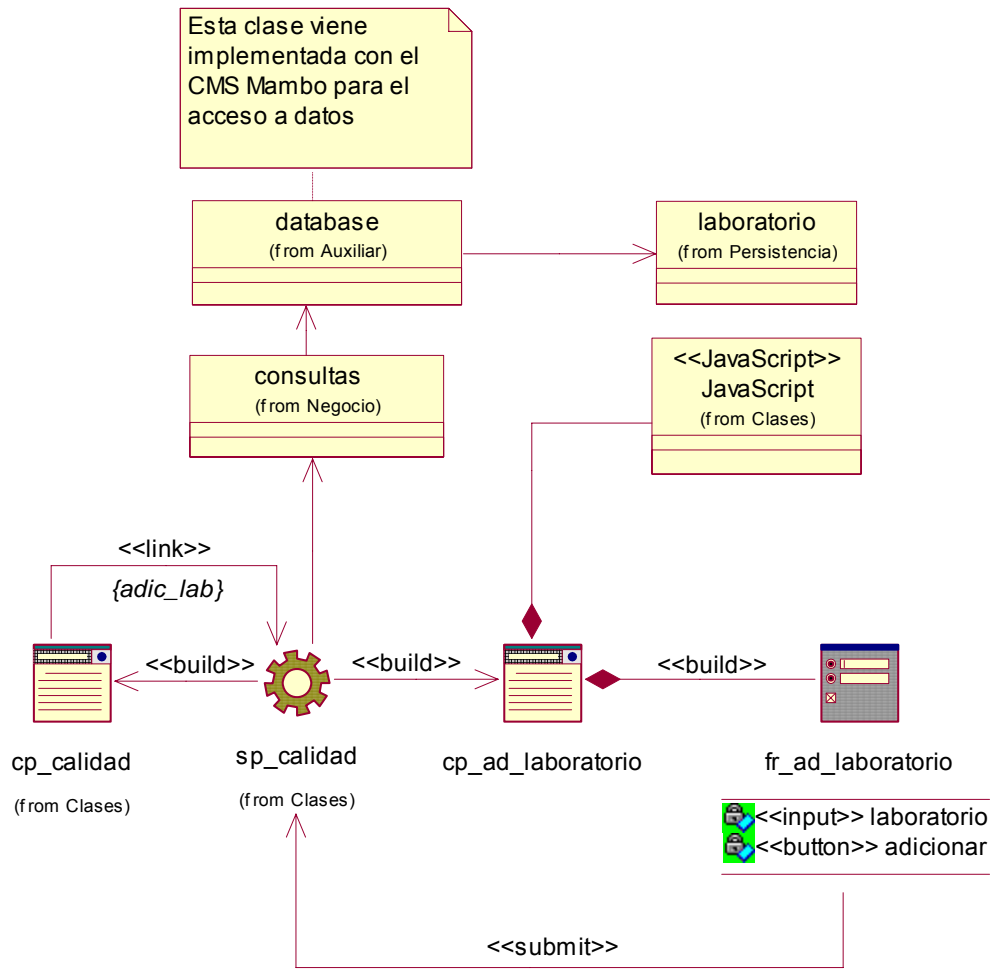 Esta clase viene
implementada con el
CMS Mambo para el
acceso a datos
database
(from Auxiliar)
laboratorio
(from Persistencia)
consultas
(from Negocio)
<<JavaScript>>
JavaScript
(from Clases)
<<link>>
{adic_lab}
<<build>>
<<build>>
<<build>>
cp_calidad
(from Clases)
sp_calidad
(from Clases)
cp_ad_laboratorio
fr_ad_laboratorio
<<input>> laboratorio
<<button>> adicionar
<<submit>>